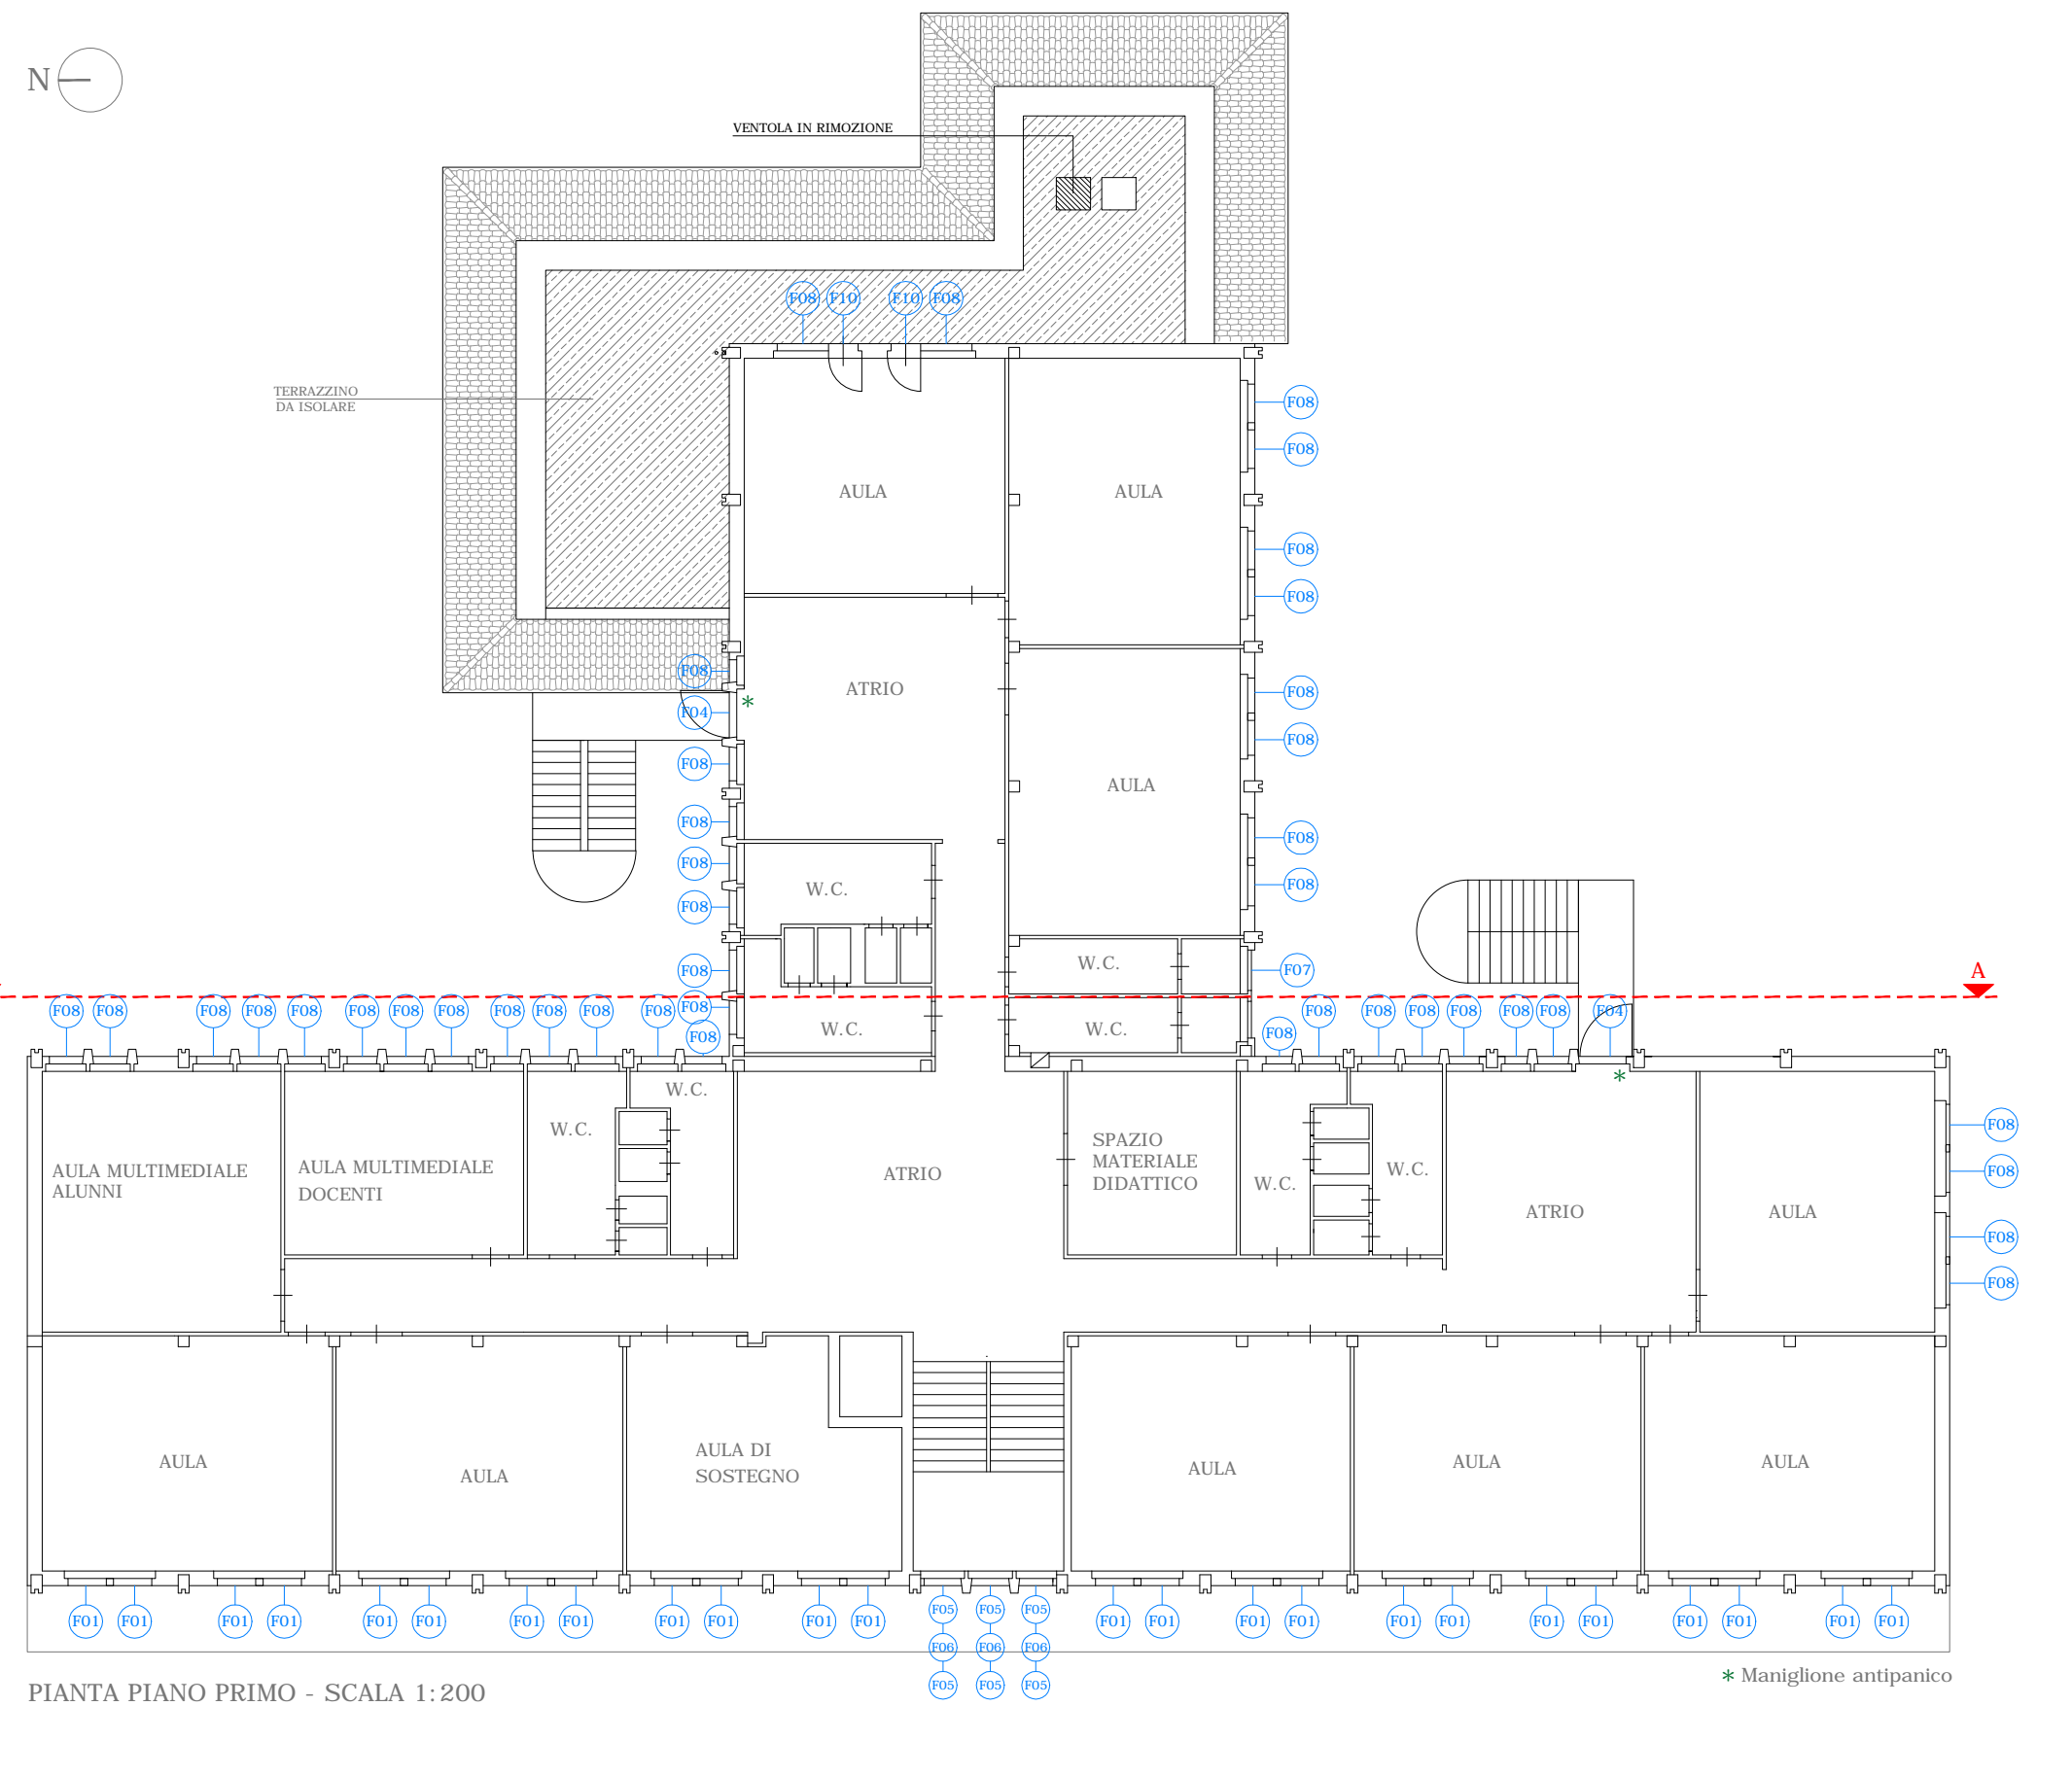 N
VENTOLA IN RIMOZIONE
F08 F10 F10 F08
TERRAZZINO
DA ISOLARE
F08
F08
AULA AULA
F08
F08
F08
ATRIO
F08
F04
F08
F08
AULA
F08
F08
F08
W.C.
F08
F08
W.C.
F08
F07
A
F08
F08 F08 F08 F08 F08 F08 F08 F08 F08 F08 F08 F08 F08 F08 F08 F08 F08 F08 F04
W.C. W.C.
F08 F08
W.C.
F08
W.C.
SPAZIO
MATERIALE
DIDATTICO
AULA MULTIMEDIALE
ALUNNI
AULA MULTIMEDIALE
DOCENTI
ATRIO
W.C.
W.C.
F08
ATRIO
AULA
F08
F08
AULA
AULA
AULA DI
SOSTEGNO
AULA
AULA
AULA
F01 F01 F01 F01 F01 F01 F01 F01 F01 F01 F01 F01 F05 F05 F05 F01 F01 F01 F01 F01 F01 F01 F01 F01 F01 F01 F01
F06 F06 F06
F05 F05 F05
* Maniglione antipanico
PIANTA PIANO PRIMO - SCALA 1:200